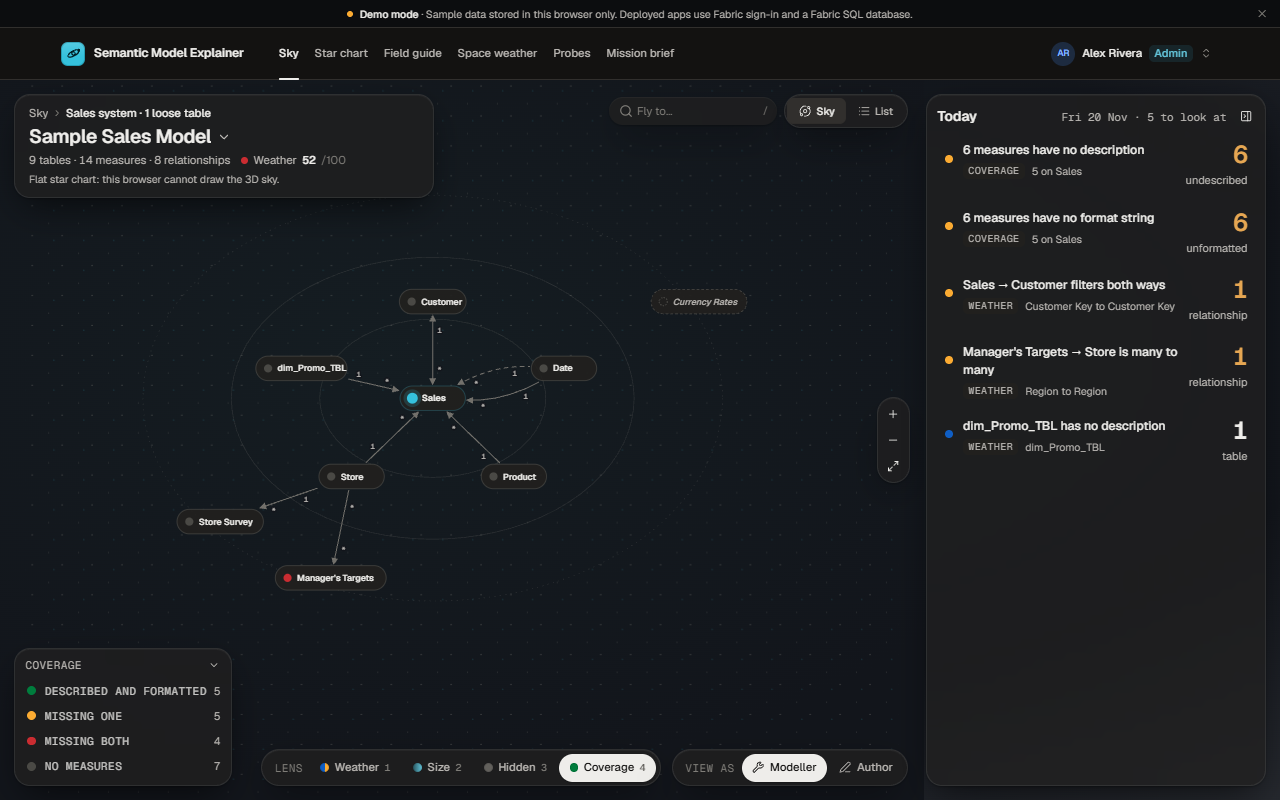 Demo mode · Sample data stored in this browser only. Deployed apps use Fabric sign-in and a Fabric SQL database.
Semantic Model Explainer
Sky
Star chart
Field guide
Space weather
Probes
Mission brief
AR
Alex Rivera
Admin
Sky › Sales system · 1 loose table
Sample Sales Model
9 tables · 14 measures · 8 relationships
Weather 52 /100
Flat star chart: this browser cannot draw the 3D sky.
Fly to… /
Sky
List
Customer
Currency Rates
1
dim_Promo_TBL
1
*
*
*
1
Date
Sales
*
*
1
*
1
1
Store
Product
1
*
*
Store Survey
*
Manager's Targets
Today
Fri 20 Nov · 5 to look at
6 measures have no description
COVERAGE 5 on Sales
6
undescribed
6 measures have no format string
COVERAGE 5 on Sales
6
unformatted
Sales → Customer filters both ways
WEATHER Customer Key to Customer Key
1
relationship
Manager's Targets → Store is many to
many
WEATHER Region to Region
1
relationship
dim_Promo_TBL has no description
WEATHER dim_Promo_TBL
1
table
+
−
COVERAGE
DESCRIBED AND FORMATTED 5
MISSING ONE 5
MISSING BOTH 4
NO MEASURES 7
LENS
Weather 1
Size 2
Hidden 3
Coverage 4
VIEW AS
Modeller
Author